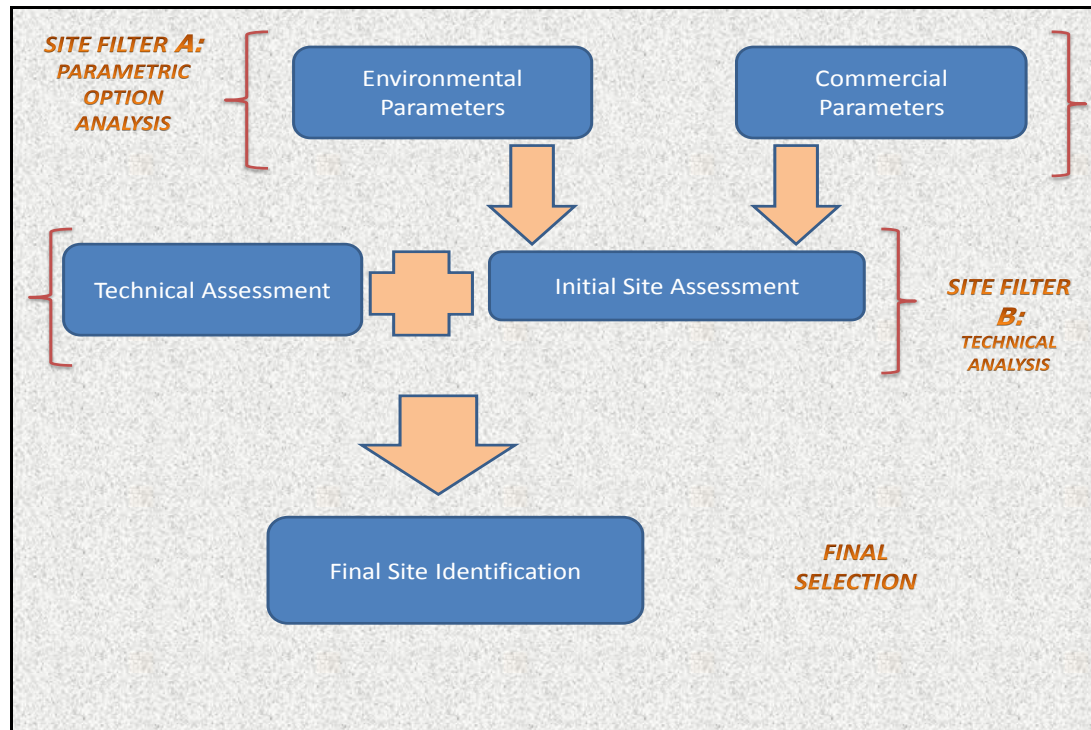 SITE FILTER A:
PARAMETRIC
OPTION
ANALYSIS
Environmental
Parameters
Commercial
Parameters
Technical Assessment
Initial Site Assessment
SITE FILTER
B:
TECHNICAL
ANALYSIS
Final Site Identification
FINAL
SELECTION